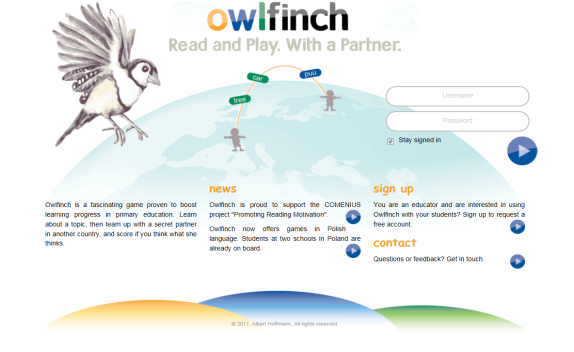 owlfinch
Read and Play. With a Partner.
car
puu
tree
Username
Password
Stay signed in
Owlfinch is a fascinating game proven to boost
learning progress in primary education. Learn
about a topic, then team up with a secret partner
in another country, and score if you think what she
thinks.
news
Owlfinch is proud to support the COMENIUS
project "Promoting Reading Motivation".
Owlfinch now offers games in Polish
language. Students at two schools in Poland are
already on board.
sign up
You are an educator and are interested in using
Owlfinch with your students? Sign up to request a
free account.
contact
Questions or feedback? Get in touch.
© 2011, Albert Hoffmann. All rights reserved